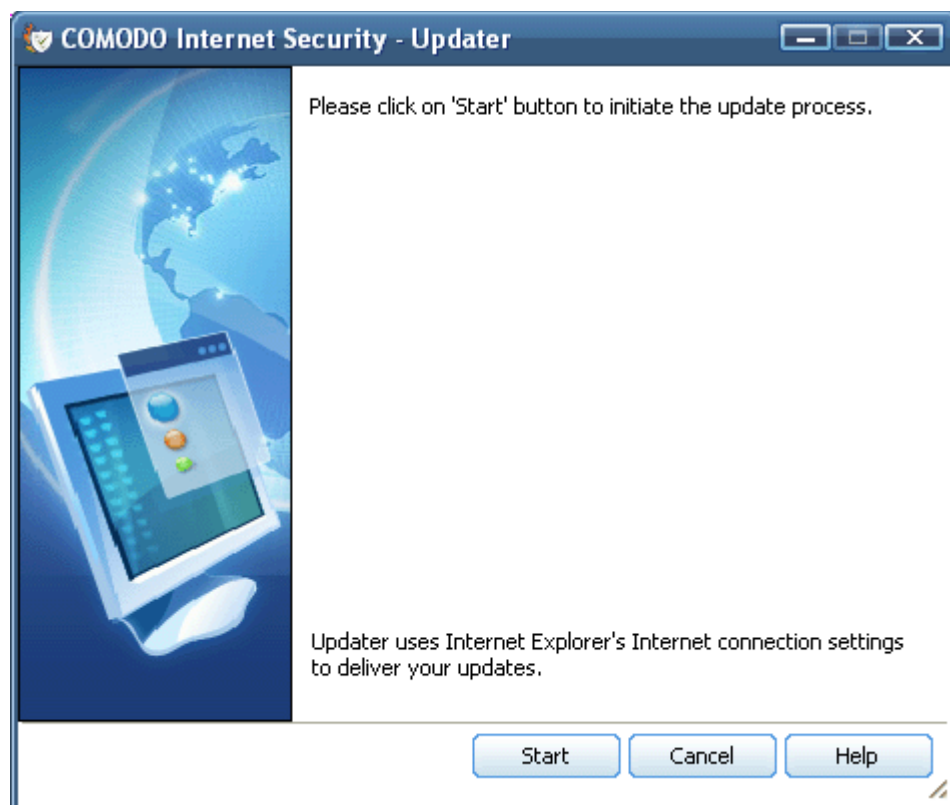 COMODO Internet Security - Updater
Please click on 'Start' button to initiate the update process.
Updater uses Internet Explorer's Internet connection settings
to deliver your updates.
Start
Cancel
Help